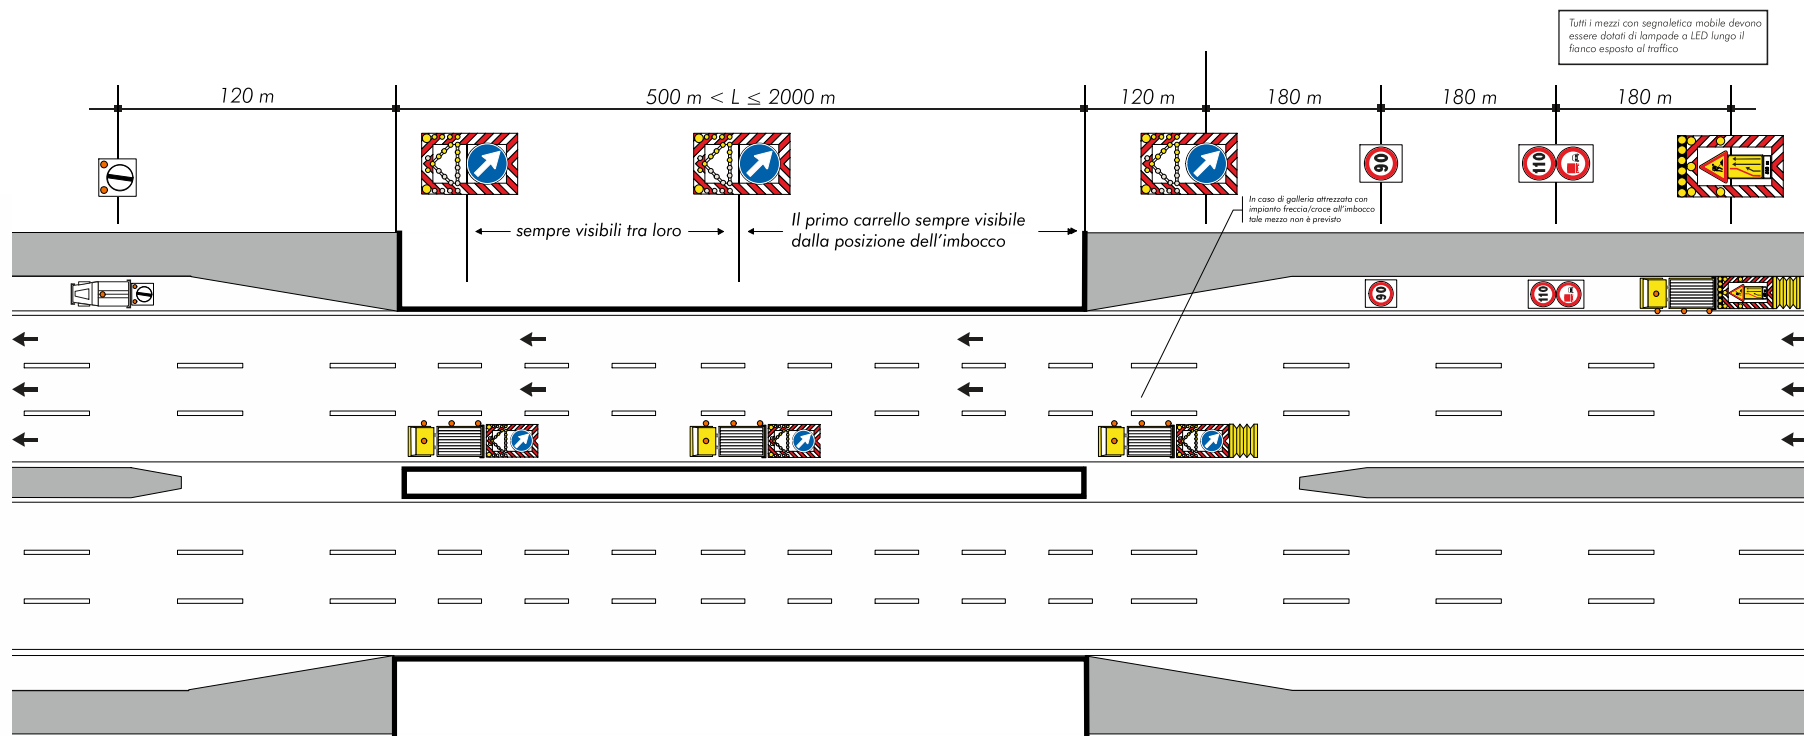 Tutti i mezzi con segnaletica mobile devono
essere dotati di lampade a LED lungo il
fianco esposto al traffico
120 m
500 m < L ≤ 2000 m
120 m
180 m
180 m
180 m
90
110
sempre visibili tra loro
Il primo carrello sempre visibile
dalla posizione dell'imbocco
In caso di galleria attrezzata con
impianto freccia/croce all'imbocco
tale mezzo non è previsto
90
110